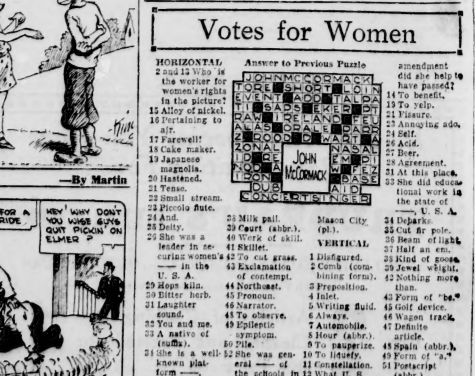 Votes for Women
HORIZONTAL
2 and 13 Who is
the worker for
women's rights
in the picture?
15 Alloy of nickel.
16 Pertaining to
air.
17 Farewell!
18 Cake maker.
19 Japanese
magnolia.
20 Hastened.
21 Tense.
22 Small stream.
23 Piccolo flute.
24 And.
25 Deity.
26 She was a
leader in se-
curing women's
— in the
U. S. A.
29 Hops kiln.
30 Bitter herb.
31 Laughter
sound.
32 You and me.
33 A native of
(suffix).
34 She is a well-
known plat-
form —.
Answer to Previous Puzzle
JOHN
McCORMACK
38 Milk pail.
39 Court (abbr.).
40 Work of skill.
41 Skillet.
42 To cut grass.
43 Exclamation
of contempt.
44 Northeast.
45 Pronoun.
46 Narrator.
48 To observe.
49 Epileptic
symptom.
50 Pile.
52 She was gen-
eral — of
the schools in
Mason City
(pl.).
VERTICAL
1 Disfigured.
2 Comb (com-
bining form).
3 Preposition.
4 Inlet.
5 Writing fluid.
6 Always.
7 Automobile.
8 Hour (abbr.).
9 To pauperize.
10 To liquefy.
11 Constellation.
12 What U. S.
amendment
did she help to
have passed?
14 To benefit.
19 To yelp.
21 Fissure.
23 Annoying ado.
24 Self.
26 Acid.
27 Beer.
28 Agreement.
31 At this place.
33 She did educa-
tional work in
the state of
—, U. S. A.
34 Departs.
35 Cut fir pole.
36 Beam of light.
37 Half an em.
38 Kind of goose.
39 Jewel weight.
42 Nothing more
than.
43 Form of "be."
45 Golf device.
46 Wagon track.
47 Definite
article.
48 Spain (abbr.).
49 Form of "a."
51 Postscript
(abbr.).
—By Martin
FOR A
RIDE.
HEY! WHY DON'T
YOU WISE GUYS
QUIT PICKIN' ON
ELMER ?